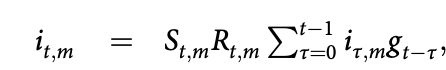 i_{t,m} = S_{t,m} R_{t,m} \sum_{\tau=0}^{t-1} i_{\tau,m} g_{t-\tau},